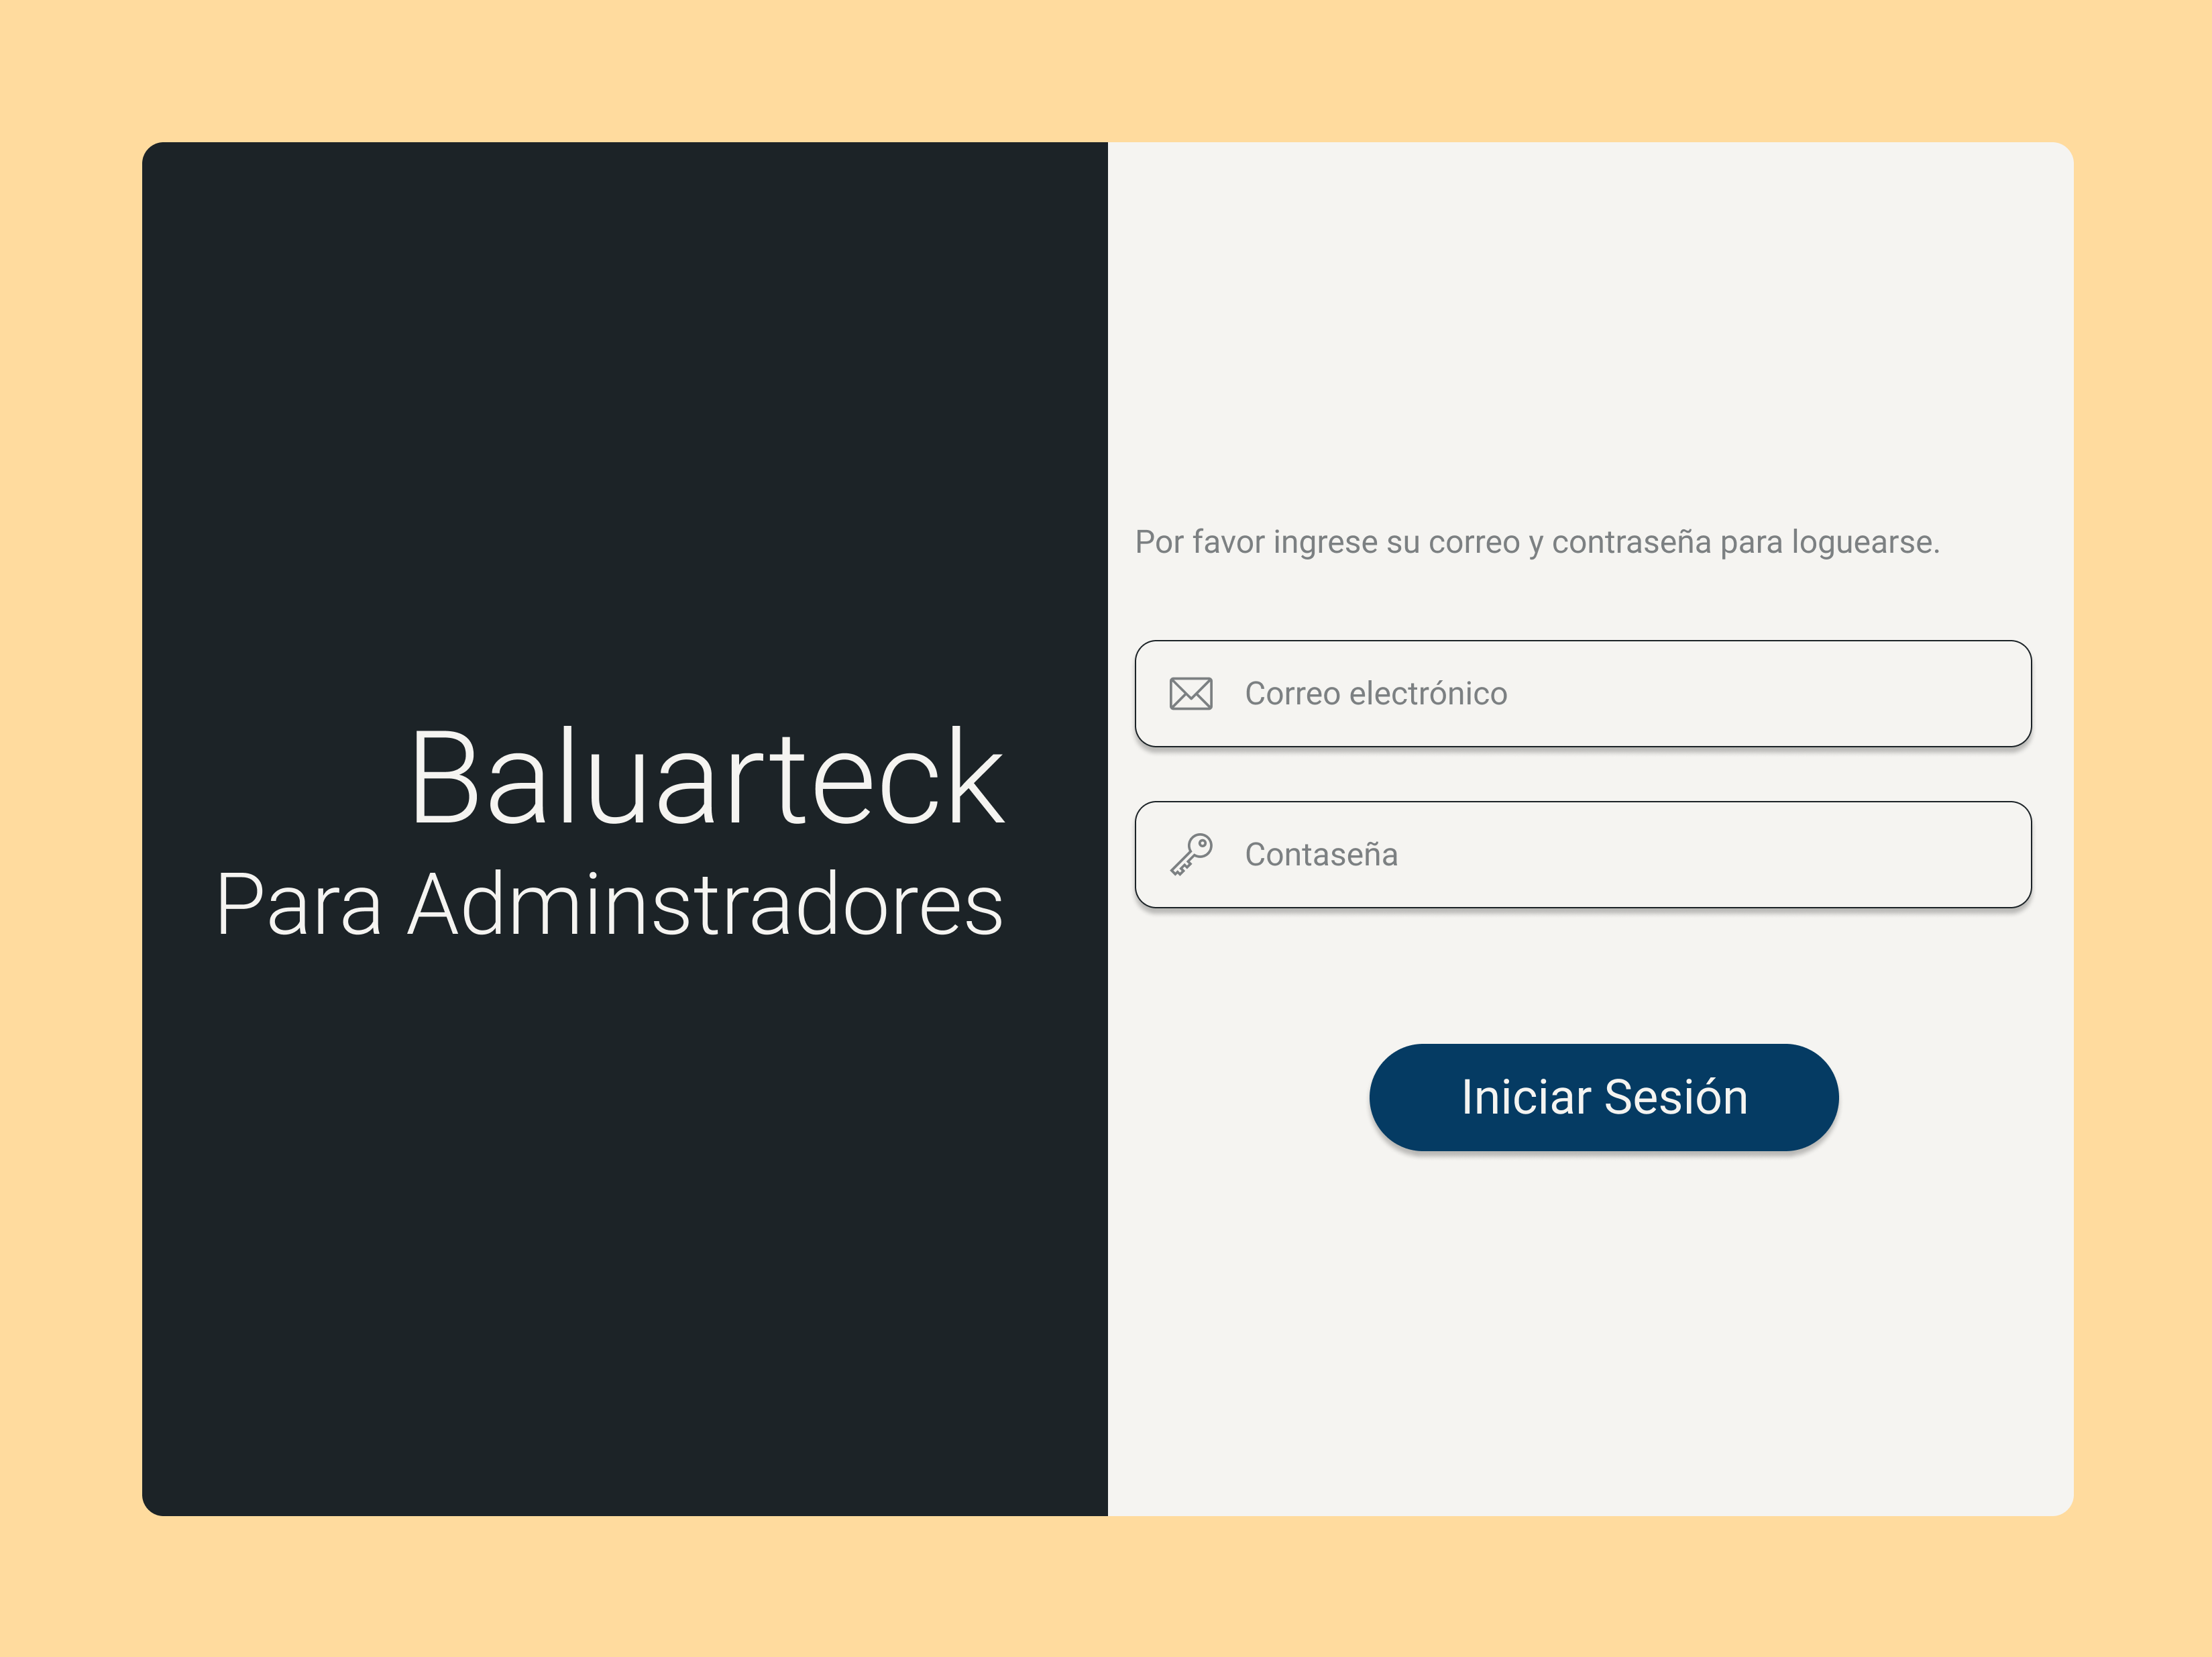 Baluarteck
Para Adminstradores
Por favor ingrese su correo y contraseña para loguearse.
Correo electrónico
Contaseña
Iniciar Sesión